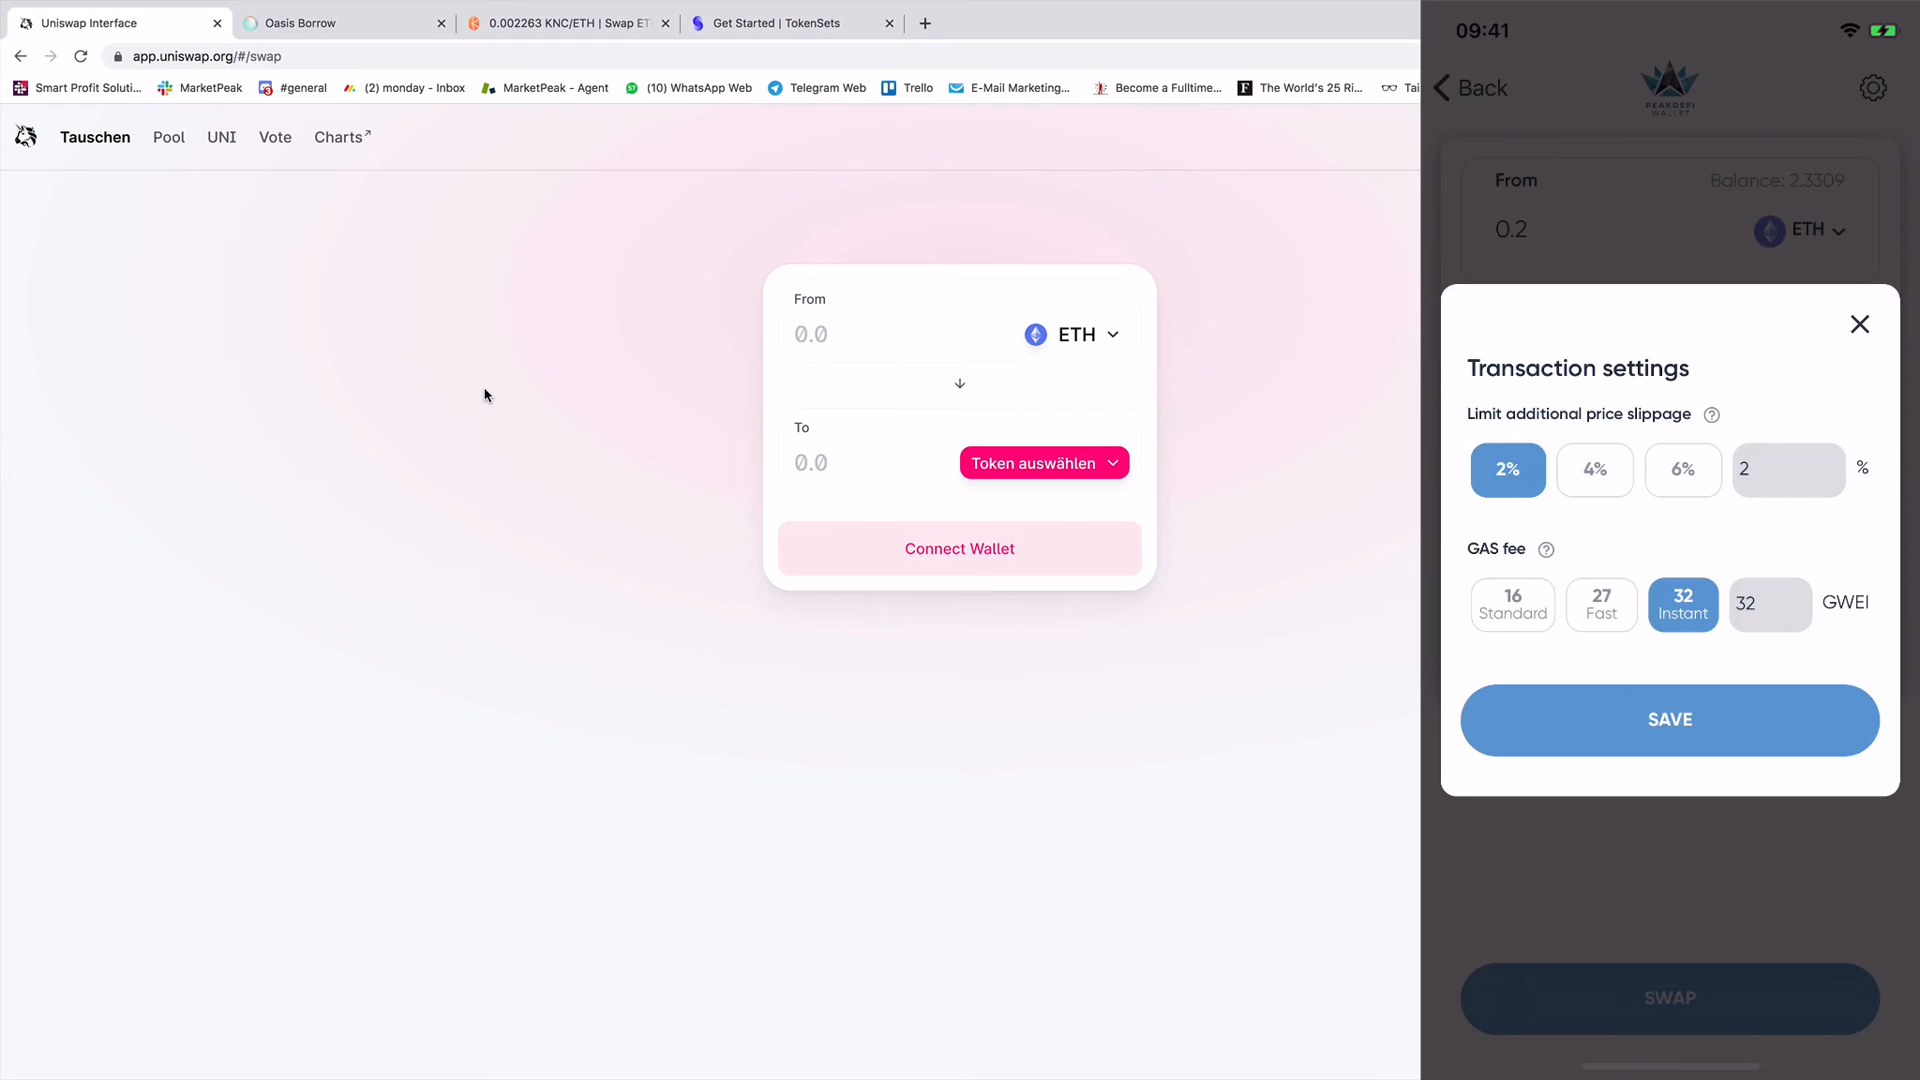 Uniswap Interface
Oasis Borrow
0.002263 KNC/ETH | Swap ET
Get Started | TokenSets
app.uniswap.org/#/swap
Smart Profit Soluti...
MarketPeak
#general
(2) monday - Inbox
MarketPeak - Agent
(10) WhatsApp Web
Telegram Web
Trello
E-Mail Marketing...
Become a Fulltime...
The World's 25 Ri...
Tai
Tauschen
Pool
UNI
Vote
Charts↗
From
0.0
ETH
To
0.0
Token auswählen
Connect Wallet
09:41
Back
PEAKDEFI
WALLET
From
Balance: 2.3309
0.2
ETH
Transaction settings
Limit additional price slippage ?
2%
4%
6%
2
%
GAS fee ?
16
Standard
27
Fast
32
Instant
32
GWEI
SAVE
SWAP